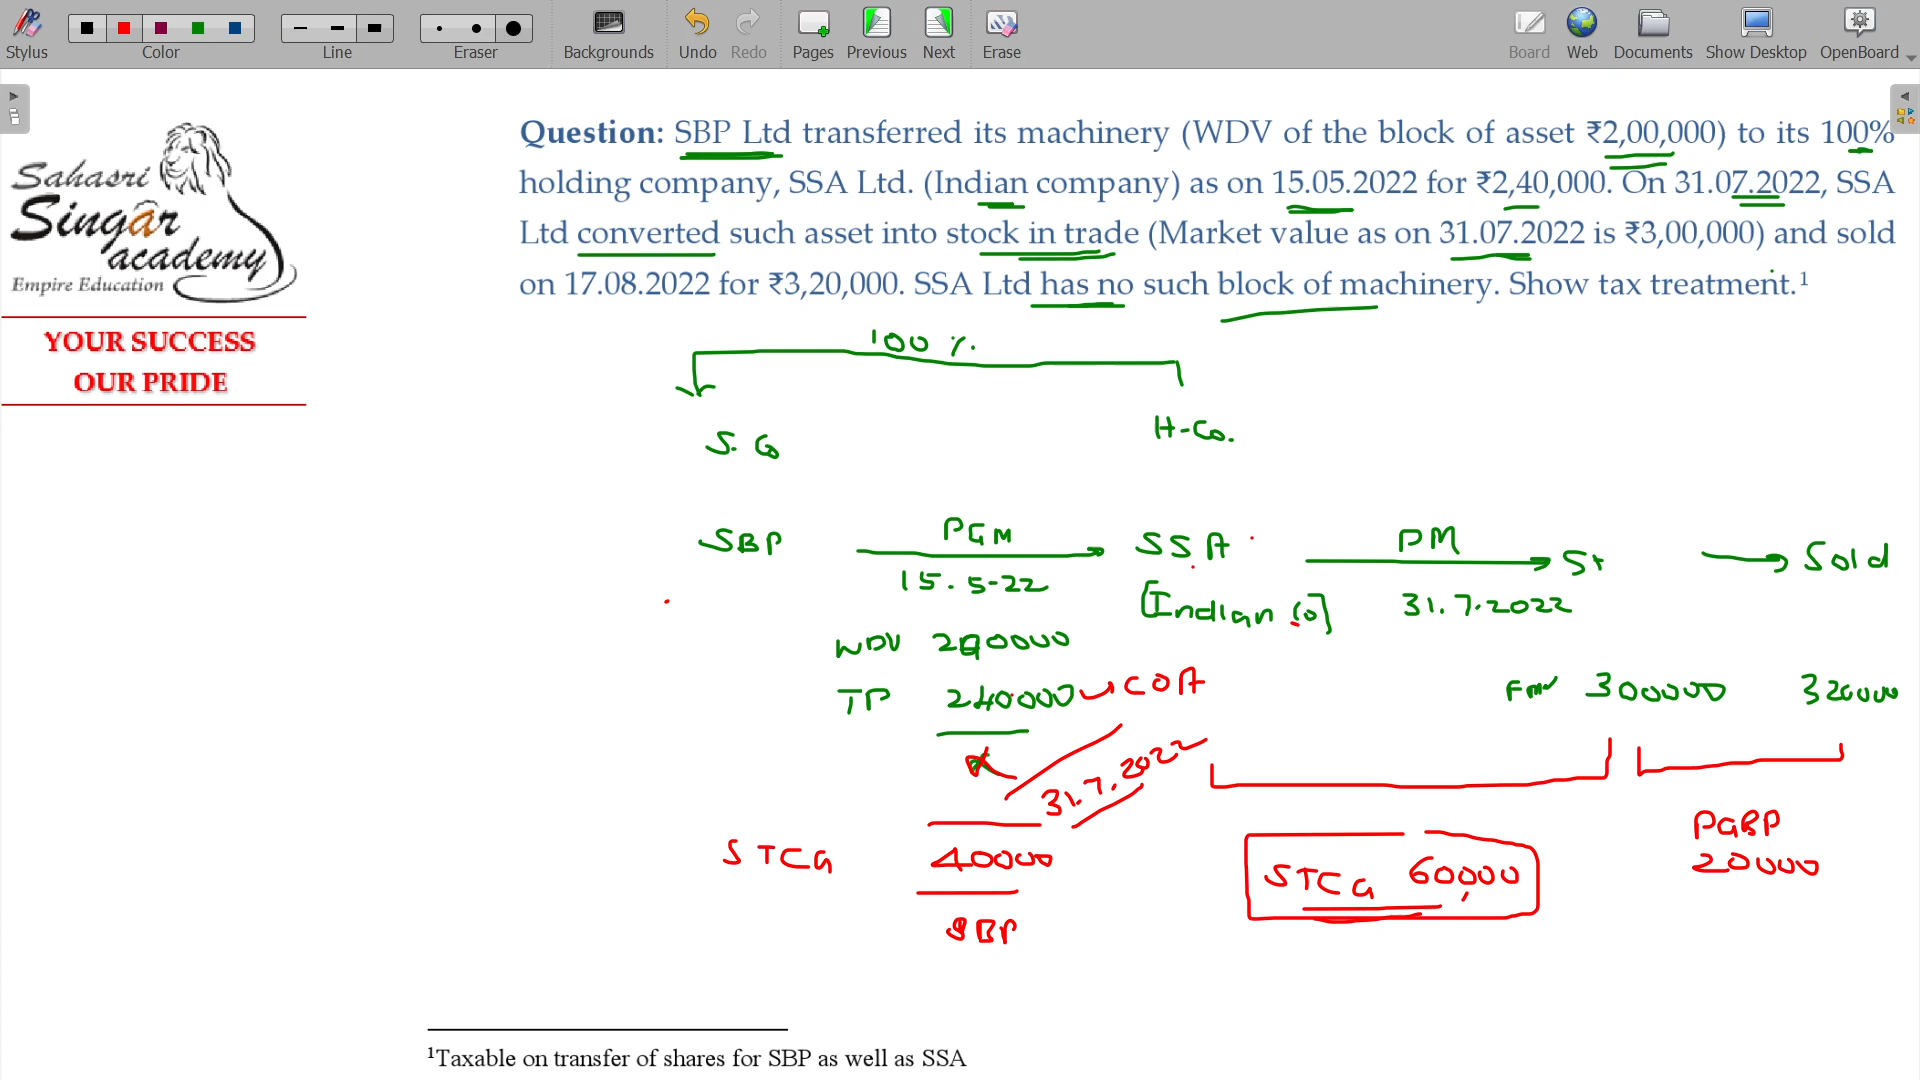 Stylus
Color
Line
Eraser
Backgrounds
Undo
Redo
Pages
Previous
Next
Erase
Board
Web
Documents
Show Desktop
OpenBoard
Sahasri
Singar
academy
Empire Education
YOUR SUCCESS
OUR PRIDE
Question: SBP Ltd transferred its machinery (WDV of the block of asset ₹2,00,000) to its 100%
holding company, SSA Ltd. (Indian company) as on 15.05.2022 for ₹2,40,000. On 31.07.2022, SSA
Ltd converted such asset into stock in trade (Market value as on 31.07.2022 is ₹3,00,000) and sold
on 17.08.2022 for ₹3,20,000. SSA Ltd has no such block of machinery. Show tax treatment.¹
100 %
S. Co
H-Co.
SBP
PGM
15.5-22
SSA
[Indian Co]
PM
31.7.2022
St
Sold
WDV 200000
TP 240000
COA
FMV 300000
320000
31.7.2022
STCG 40000
SBP
STCG 60,000
PGBP
20000
¹Taxable on transfer of shares for SBP as well as SSA